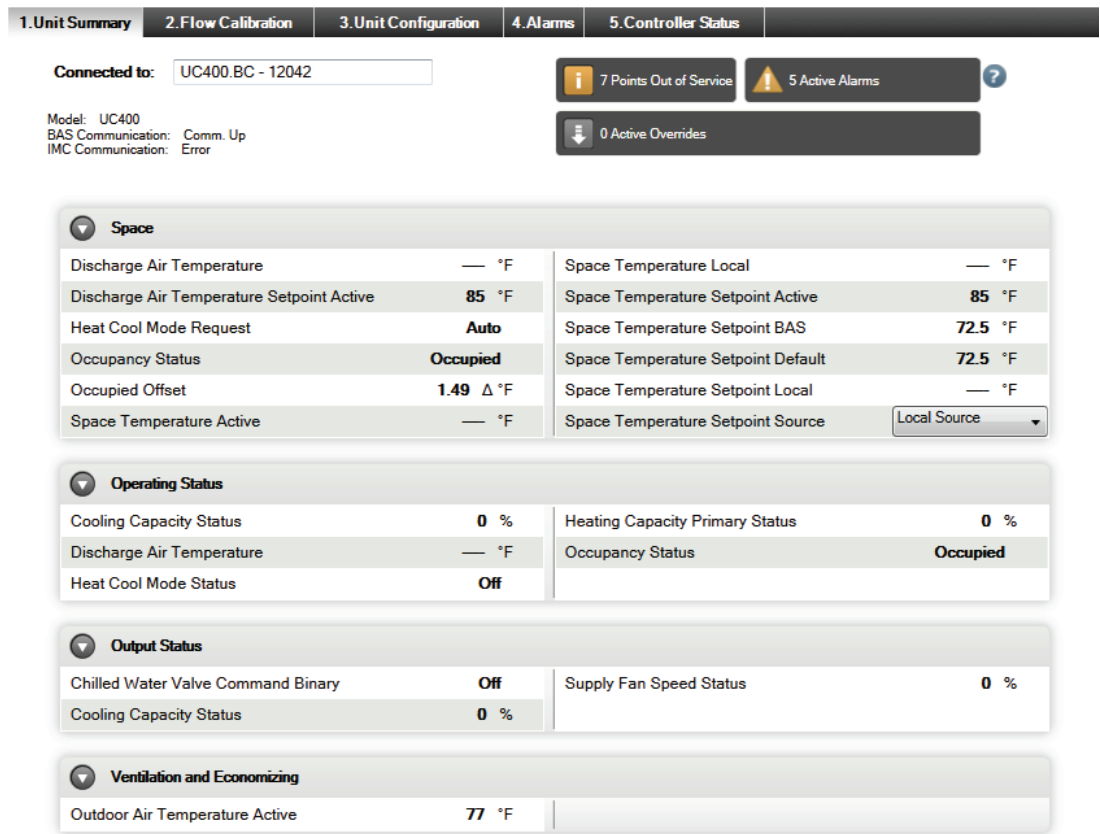 1.Unit Summary 2.Flow Calibration 3.Unit Configuration 4.Alarms 5.Controller Status
Connected to: UC400.BC - 12042
i 7 Points Out of Service ! 5 Active Alarms ?
Model: UC400
BAS Communication: Comm. Up
IMC Communication: Error
0 Active Overrides
Space
Discharge Air Temperature — °F Space Temperature Local — °F
Discharge Air Temperature Setpoint Active 85 °F Space Temperature Setpoint Active 85 °F
Heat Cool Mode Request Auto Space Temperature Setpoint BAS 72.5 °F
Occupancy Status Occupied Space Temperature Setpoint Default 72.5 °F
Occupied Offset 1.49 Δ °F Space Temperature Setpoint Local — °F
Space Temperature Active — °F Space Temperature Setpoint Source Local Source
Operating Status
Cooling Capacity Status 0 % Heating Capacity Primary Status 0 %
Discharge Air Temperature — °F Occupancy Status Occupied
Heat Cool Mode Status Off
Output Status
Chilled Water Valve Command Binary Off Supply Fan Speed Status 0 %
Cooling Capacity Status 0 %
Ventilation and Economizing
Outdoor Air Temperature Active 77 °F